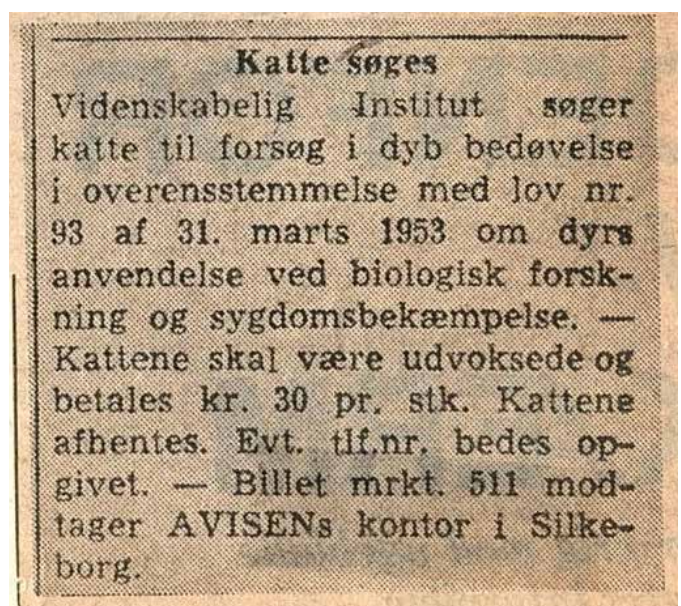 Katte søges
Videnskabelig Institut søger
katte til forsøg i dyb bedøvelse
i overensstemmelse med lov nr.
93 af 31. marts 1953 om dyrs
anvendelse ved biologisk forsk-
ning og sygdomsbekæmpelse. —
Kattene skal være udvoksede og
betales kr. 30 pr. stk. Kattene
afhentes. Evt. tlf.nr. bedes op-
givet. — Billet mrkt. 511 mod-
tager AVISENs kontor i Silke-
borg.